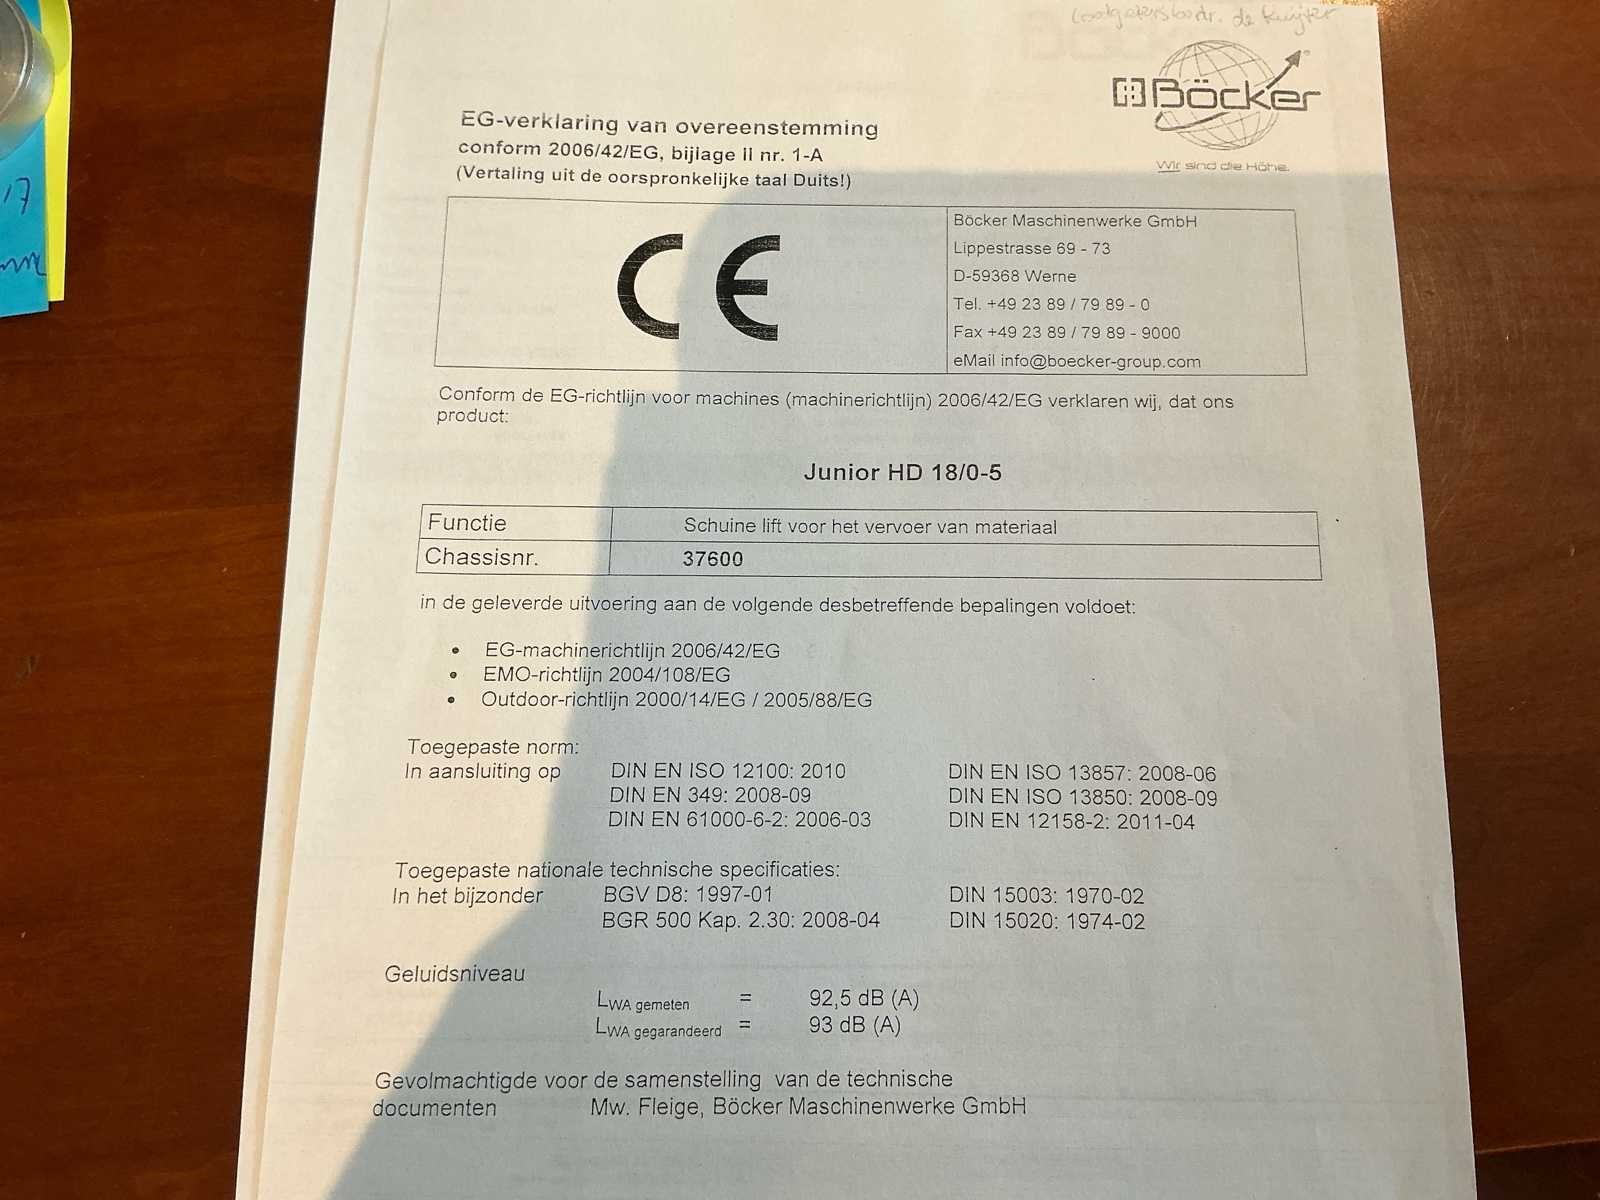 de Kuijter
Böcker
Wir sind die Höhe.
EG-verklaring van overeenstemming
conform 2006/42/EG, bijlage II nr. 1-A
(Vertaling uit de oorspronkelijke taal Duits!)
CE
Böcker Maschinenwerke GmbH
Lippestrasse 69 - 73
D-59368 Werne
Tel. +49 23 89 / 79 89 - 0
Fax +49 23 89 / 79 89 - 9000
eMail info@boecker-group.com
Conform de EG-richtlijn voor machines (machinerichtlijn) 2006/42/EG verklaren wij, dat ons
product:
Junior HD 18/0-5
Functie Schuine lift voor het vervoer van materiaal
Chassisnr. 37600
in de geleverde uitvoering aan de volgende desbetreffende bepalingen voldoet:
• EG-machinerichtlijn 2006/42/EG
• EMO-richtlijn 2004/108/EG
• Outdoor-richtlijn 2000/14/EG / 2005/88/EG
Toegepaste norm:
In aansluiting op DIN EN ISO 12100: 2010 DIN EN ISO 13857: 2008-06
DIN EN 349: 2008-09 DIN EN ISO 13850: 2008-09
DIN EN 61000-6-2: 2006-03 DIN EN 12158-2: 2011-04
Toegepaste nationale technische specificaties:
In het bijzonder BGV D8: 1997-01 DIN 15003: 1970-02
BGR 500 Kap. 2.30: 2008-04 DIN 15020: 1974-02
Geluidsniveau
LWA gemeten = 92,5 dB (A)
LWA gegarandeerd = 93 dB (A)
Gevolmachtigde voor de samenstelling van de technische
documenten Mw. Fleige, Böcker Maschinenwerke GmbH